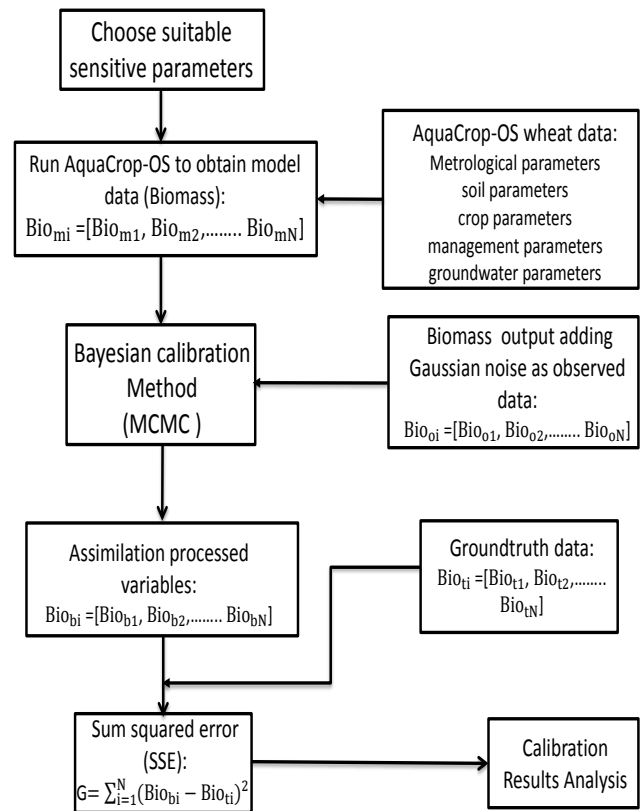 Choose suitable
sensitive parameters
Run AquaCrop-OS to obtain model
data (Biomass):
Bio_mi =[Bio_m1, Bio_m2,........ Bio_mN]
AquaCrop-OS wheat data:
Metrological parameters
soil parameters
crop parameters
management parameters
groundwater parameters
Bayesian calibration
Method
(MCMC )
Biomass output adding
Gaussian noise as observed
data:
Bio_oi =[Bio_o1, Bio_o2,........ Bio_oN]
Assimilation processed
variables:
Bio_bi =[Bio_b1, Bio_b2,........ Bio_bN]
Groundtruth data:
Bio_ti =[Bio_t1, Bio_t2,........
Bio_tN]
Sum squared error
(SSE):
G= ∑_{i=1}^{N}(Bio_bi − Bio_ti)^2
Calibration
Results Analysis